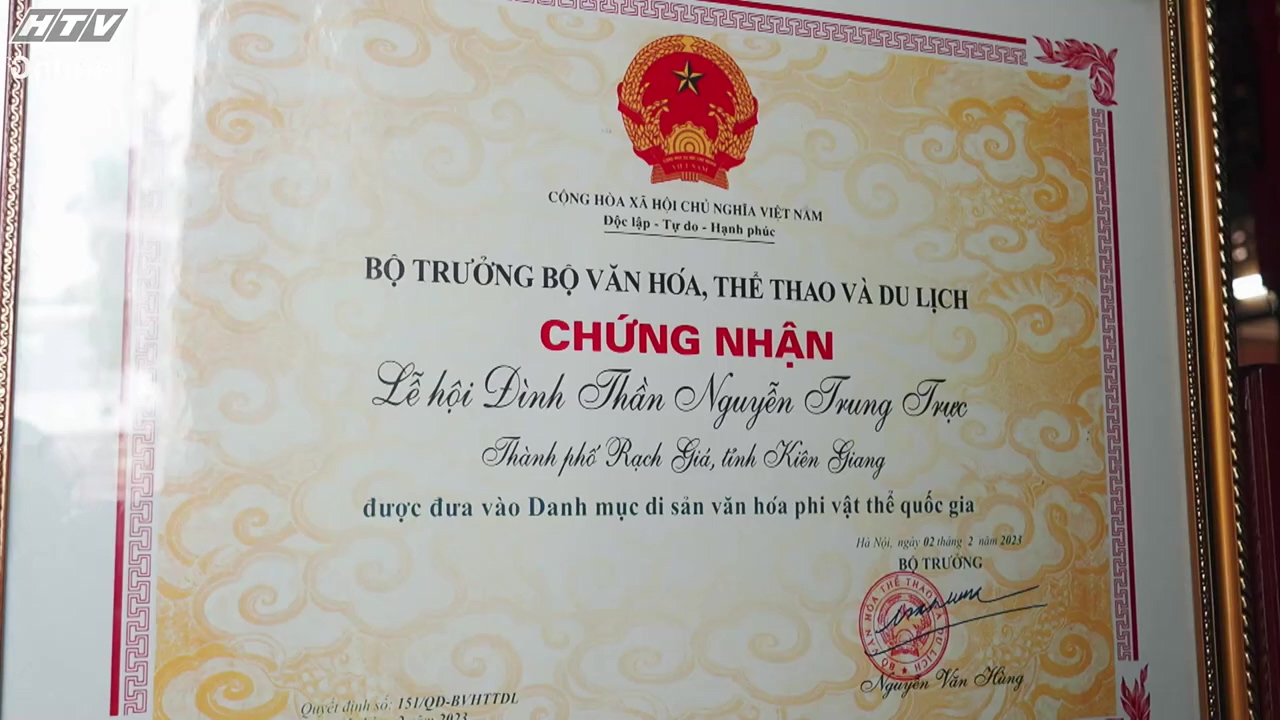 HTV
CỘNG HÒA XÃ HỘI CHỦ NGHĨA VIỆT NAM
Độc lập - Tự do - Hạnh phúc
BỘ TRƯỞNG BỘ VĂN HÓA, THỂ THAO VÀ DU LỊCH
CHỨNG NHẬN
Lễ hội Đình Thần Nguyễn Trung Trực
Thành phố Rạch Giá, tỉnh Kiên Giang
được đưa vào Danh mục di sản văn hóa phi vật thể quốc gia
Hà Nội, ngày 02 tháng 2 năm 2023
BỘ TRƯỞNG
Nguyễn Văn Hùng
Quyết định số: 151/QĐ-BVHTTDL
2 năm 2023